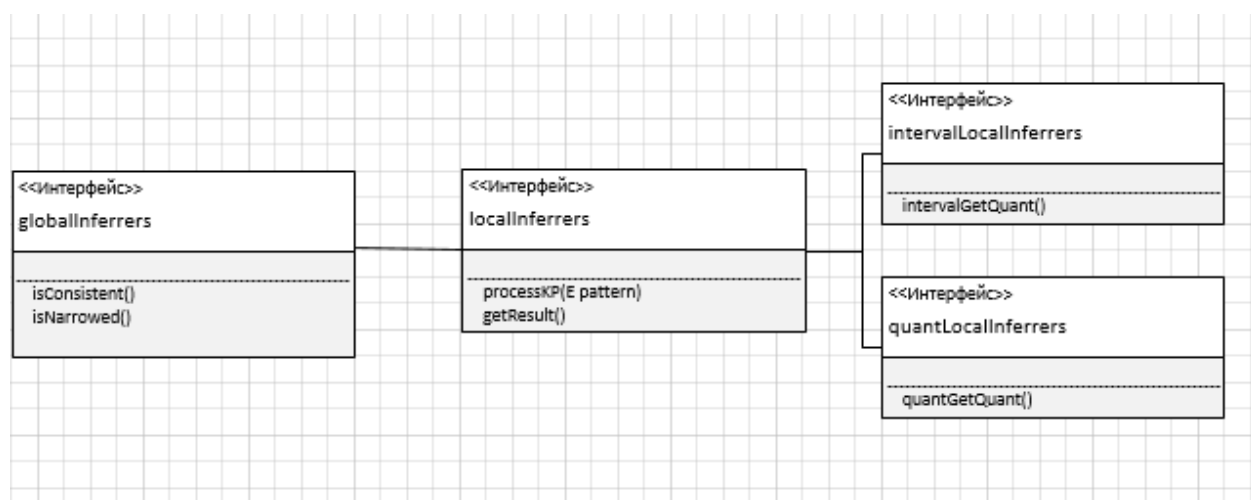 <<Интерфейс>>
globalInferrers
isConsistent()
isNarrowed()
<<Интерфейс>>
localInferrers
processKP(E pattern)
getResult()
<<Интерфейс>>
intervalLocalInferrers
intervalGetQuant()
<<Интерфейс>>
quantLocalInferrers
quantGetQuant()